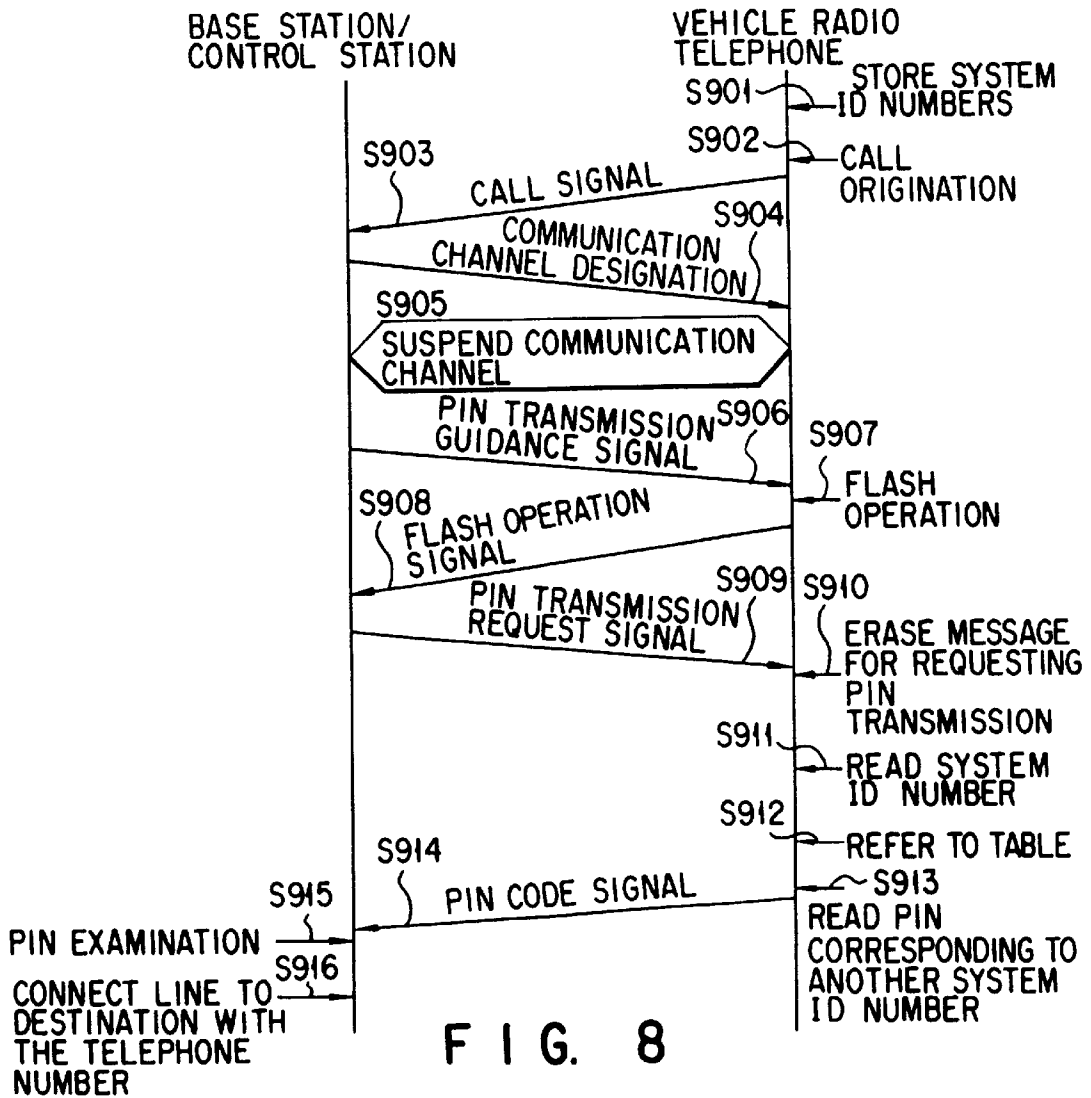 BASE STATION/
CONTROL STATION
VEHICLE RADIO
TELEPHONE
S901
STORE SYSTEM
ID NUMBERS
S902
CALL
ORIGINATION
S903
CALL SIGNAL
S904
COMMUNICATION
CHANNEL DESIGNATION
S905
SUSPEND COMMUNICATION
CHANNEL
PIN TRANSMISSION
GUIDANCE SIGNAL
S906
S907
FLASH
OPERATION
S908
FLASH OPERATION
SIGNAL
S909
PIN TRANSMISSION
REQUEST SIGNAL
S910
ERASE MESSAGE
FOR REQUESTING
PIN
TRANSMISSION
S911
READ SYSTEM
ID NUMBER
S912
REFER TO TABLE
S913
READ PIN
CORRESPONDING TO
ANOTHER SYSTEM
ID NUMBER
S914
PIN CODE SIGNAL
S915
PIN EXAMINATION
S916
CONNECT LINE TO
DESTINATION WITH
THE TELEPHONE
NUMBER
FIG. 8